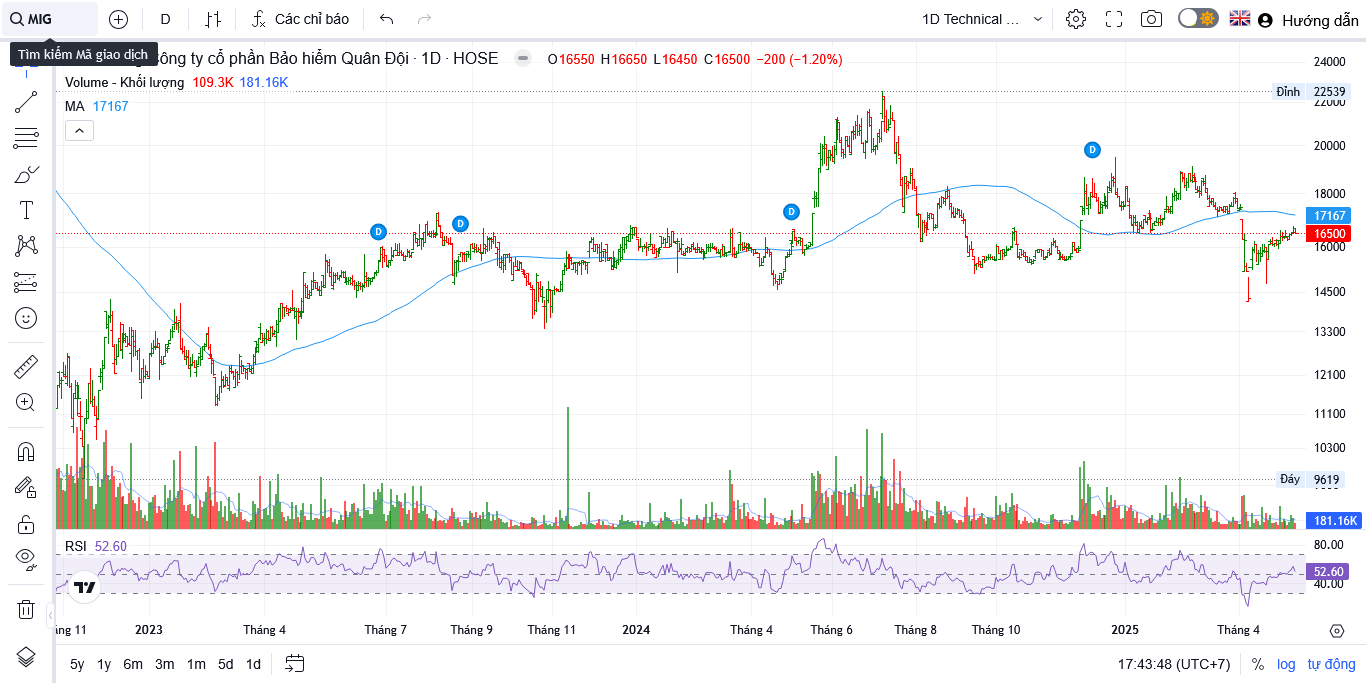 MIG
D
Các chỉ báo
1D Technical ...
Hướng dẫn
Tìm kiếm Mã giao dịch
ông ty cổ phần Bảo hiểm Quân Đội · 1D · HOSE
O16550 H16650 L16450 C16500 −200 (−1.20%)
Volume - Khối lượng 109.3K 181.16K
MA 17167
24000
Đỉnh 22539
22000
20000
18000
17167
16500
16000
14500
13300
12100
11100
10300
Đáy 9619
181.16K
D
D
D
D
RSI 52.60
80.00
52.60
40.00
ng 11
2023
Tháng 4
Tháng 7
Tháng 9
Tháng 11
2024
Tháng 4
Tháng 6
Tháng 8
Tháng 10
2025
Tháng 4
5y 1y 6m 3m 1m 5d 1d
17:43:48 (UTC+7)
% log tự động